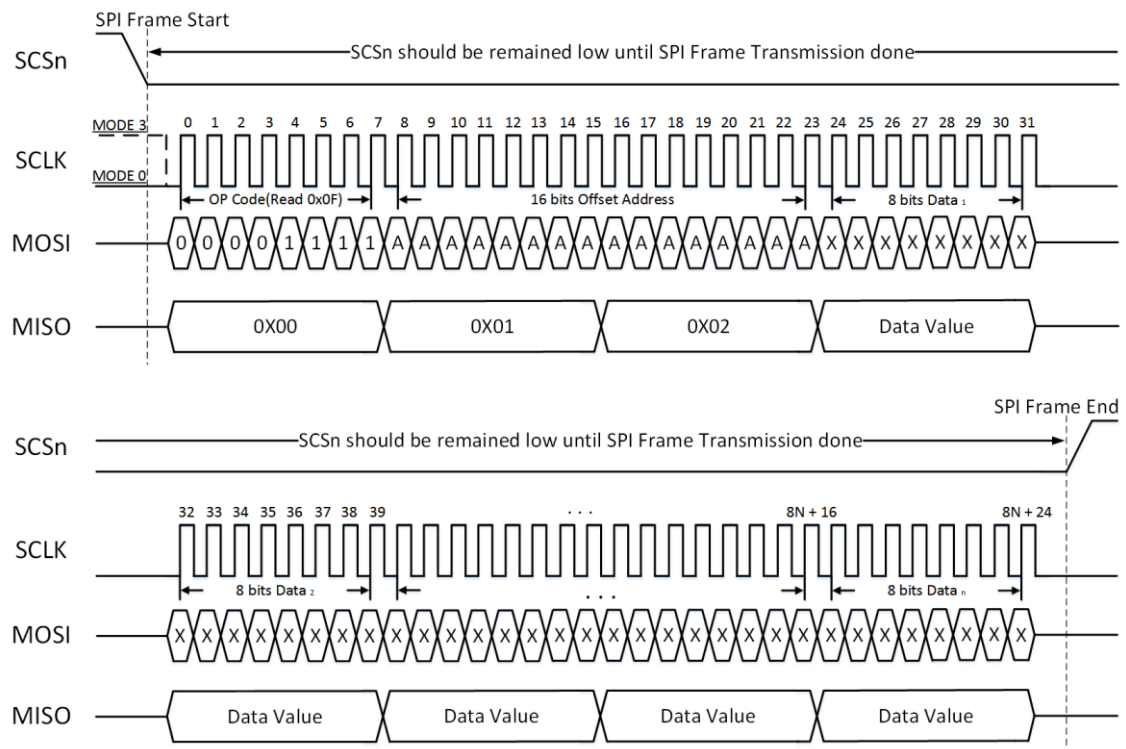 SPI Frame Start
SCSn
SCSn should be remained low until SPI Frame Transmission done
MODE 3
0 1 2 3 4 5 6 7 8 9 10 11 12 13 14 15 16 17 18 19 20 21 22 23 24 25 26 27 28 29 30 31
SCLK
MODE 0
OP Code(Read 0x0F) 16 bits Offset Address 8 bits Data 1
MOSI 0 0 0 0 1 1 1 1 A A A A A A A A A A A A A A A A X X X X X X X X
MISO 0X00 0X01 0X02 Data Value
SPI Frame End
SCSn SCSn should be remained low until SPI Frame Transmission done
32 33 34 35 36 37 38 39 . . . 8N + 16 8N + 24
SCLK
8 bits Data 2 . . . 8 bits Data n
MOSI X X X X X X X X X X X X X X X X X X X X X X X X X X X X X X X X
MISO Data Value Data Value Data Value Data Value